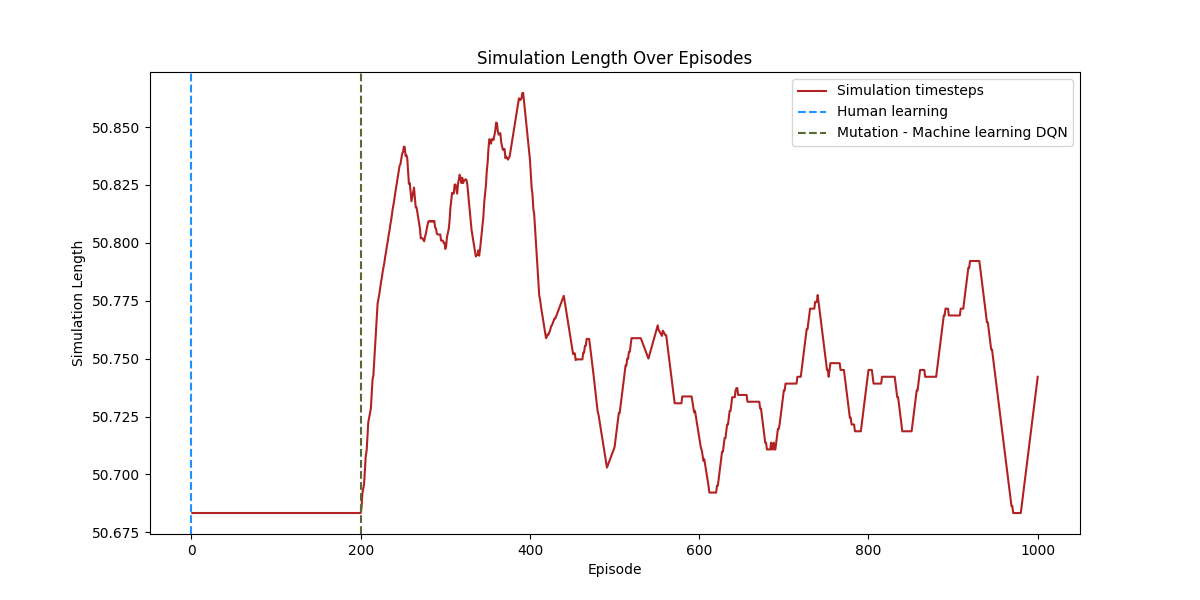 Simulation Length Over Episodes
Simulation timesteps
Human learning
Mutation - Machine learning DQN
Simulation Length
50.850
50.825
50.800
50.775
50.750
50.725
50.700
50.675
0 200 400 600 800 1000
Episode